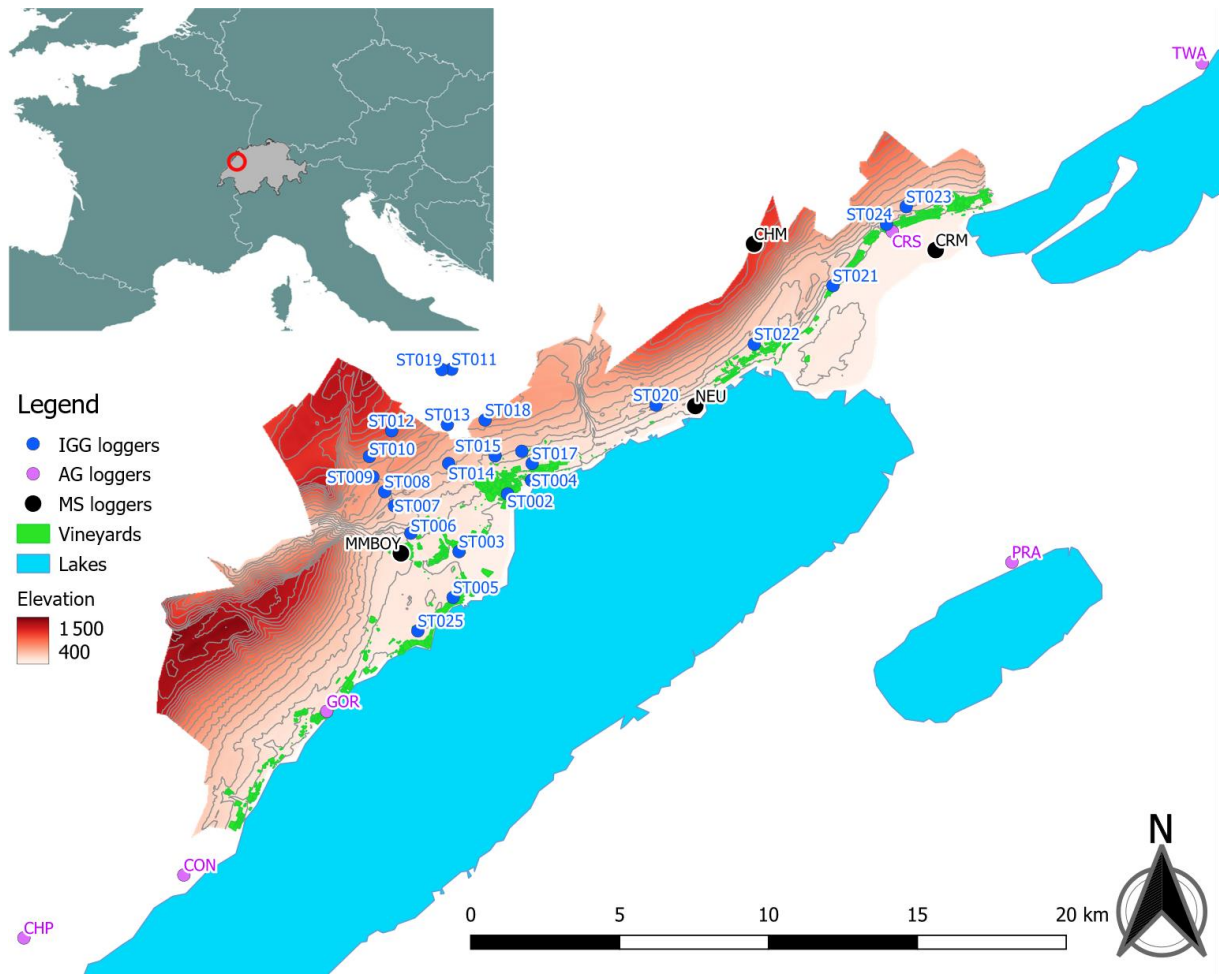 TWA
ST023
ST024
CRS
CHM
CRM
ST021
ST022
ST019
ST011
Legend
IGG loggers
AG loggers
MS loggers
Vineyards
Lakes
Elevation
1 500
400
ST020
NEU
ST018
ST013
ST012
ST015
ST010
ST017
ST014
ST009
ST008
ST004
ST007
ST002
ST006
MMBOY
ST003
PRA
ST005
ST025
GOR
N
CON
CHP
0
5
10
15
20 km